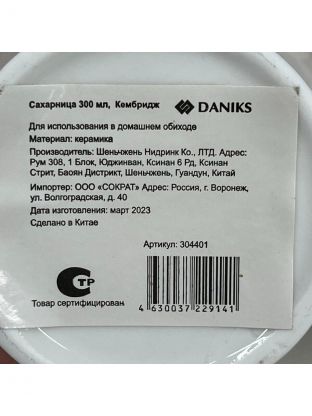 Сахарница 300 мл, Кембридж DANIKS
Для использования в домашнем обиходе
Материал: керамика
Производитель: Шеньчжень Нидринк Ко., ЛТД. Адрес:
Рум 308, 1 Блок, Юджинван, Ксинан 6 Рд, Ксинан
Стрит, Баоян Дистрикт, Шеньчжень, Гуандун, Китай
Импортер: ООО «СОКРАТ» Адрес: Россия, г. Воронеж,
ул. Волгоградская, д. 40
Дата изготовления: март 2023
Сделано в Китае
Артикул: 304401
СТР
Товар сертифицирован
4 630037 229141